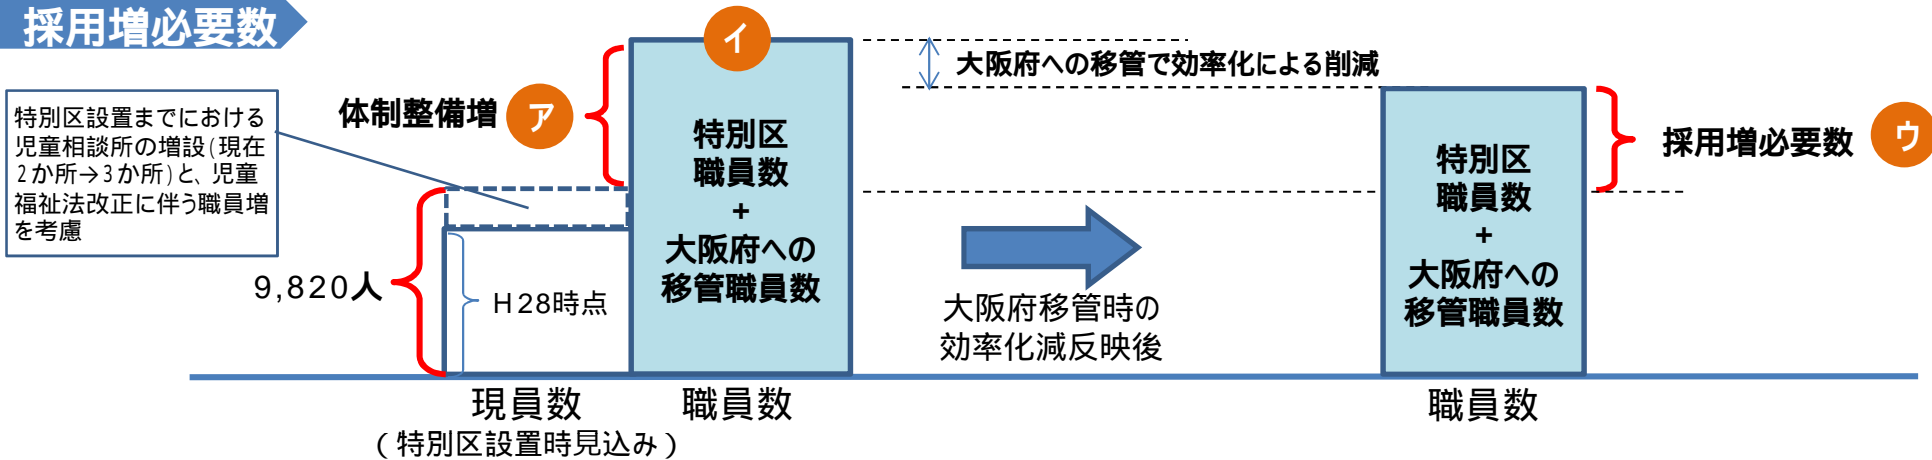 採用増必要数
イ
大阪府への移管で効率化による削減
特別区設置までにおける
児童相談所の増設(現在
2か所→3か所)と、児童
福祉法改正に伴う職員増
を考慮
体制整備増
ア
特別区
職員数
+
大阪府への
移管職員数
特別区
職員数
+
大阪府への
移管職員数
採用増必要数
ウ
9,820人
H28時点
大阪府移管時の
効率化減反映後
現員数
(特別区設置時見込み)
職員数
職員数